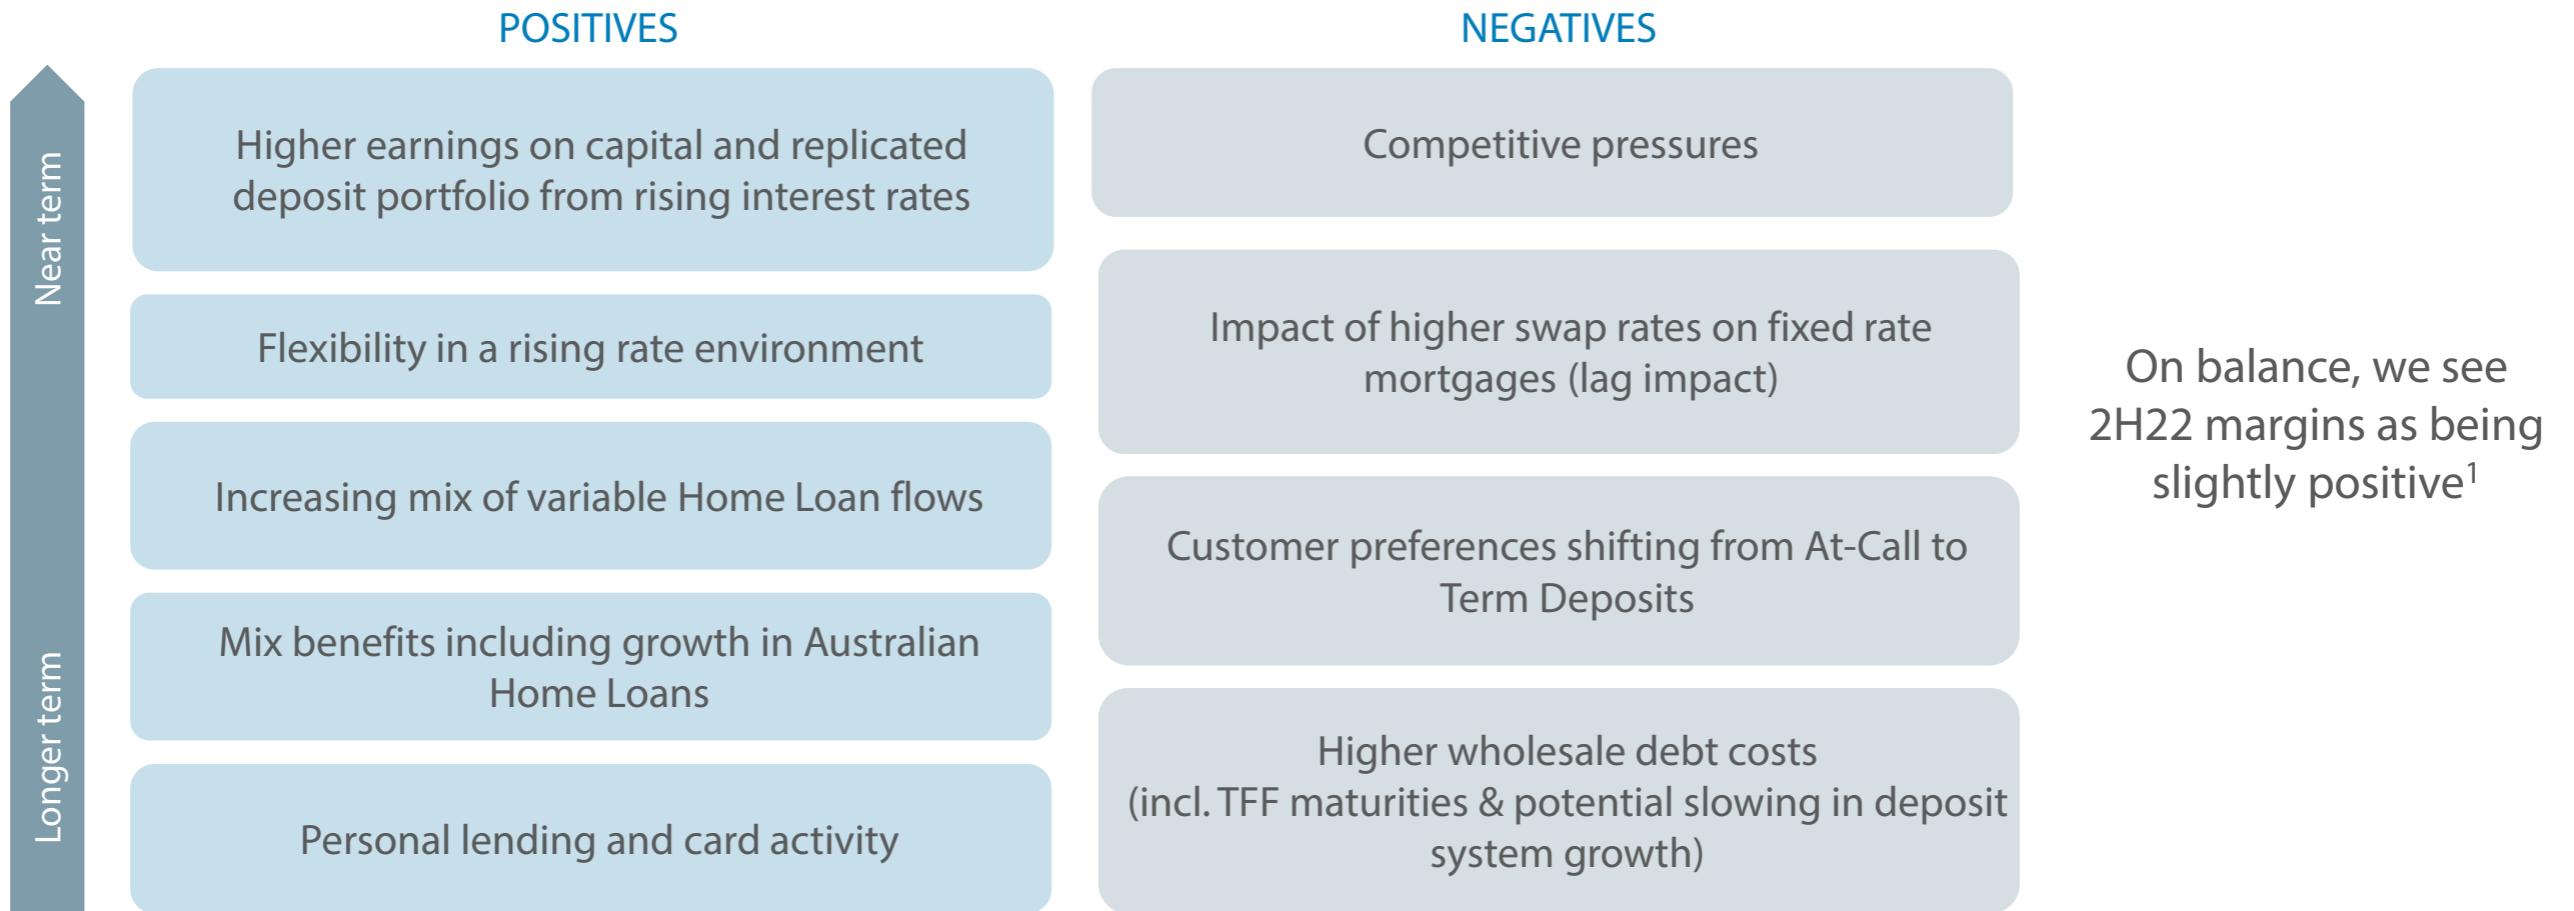 POSITIVES
NEGATIVES
Near term
Longer term
Higher earnings on capital and replicated
deposit portfolio from rising interest rates
Flexibility in a rising rate environment
Increasing mix of variable Home Loan flows
Mix benefits including growth in Australian
Home Loans
Personal lending and card activity
Competitive pressures
Impact of higher swap rates on fixed rate
mortgages (lag impact)
Customer preferences shifting from At-Call to
Term Deposits
Higher wholesale debt costs
(incl. TFF maturities & potential slowing in deposit
system growth)
On balance, we see
2H22 margins as being
slightly positive¹